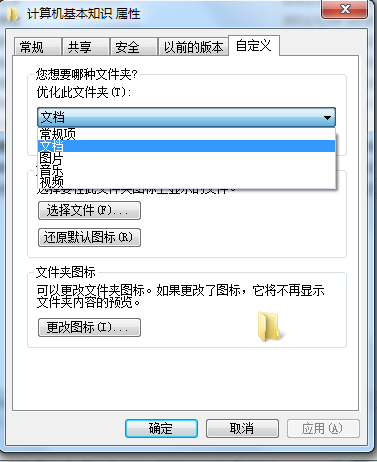 计算机基本知识 属性
常规 共享 安全 以前的版本 自定义
您想要哪种文件夹?
优化此文件夹(T):
文档
常规项
文档
图片
音乐
视频
选择要在此文件夹图标上显示的文件。
选择文件(F)...
还原默认图标(R)
文件夹图标
可以更改文件夹图标。如果更改了图标，它将不再显示
文件夹内容的预览。
更改图标(I)...
确定 取消 应用(A)